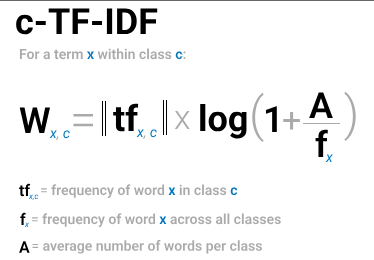 c-TF-IDF
For a term x within class c:
W x, c = || tf x, c || x log ( 1 + A / f x )
tf x,c = frequency of word x in class c
f x = frequency of word x across all classes
A = average number of words per class